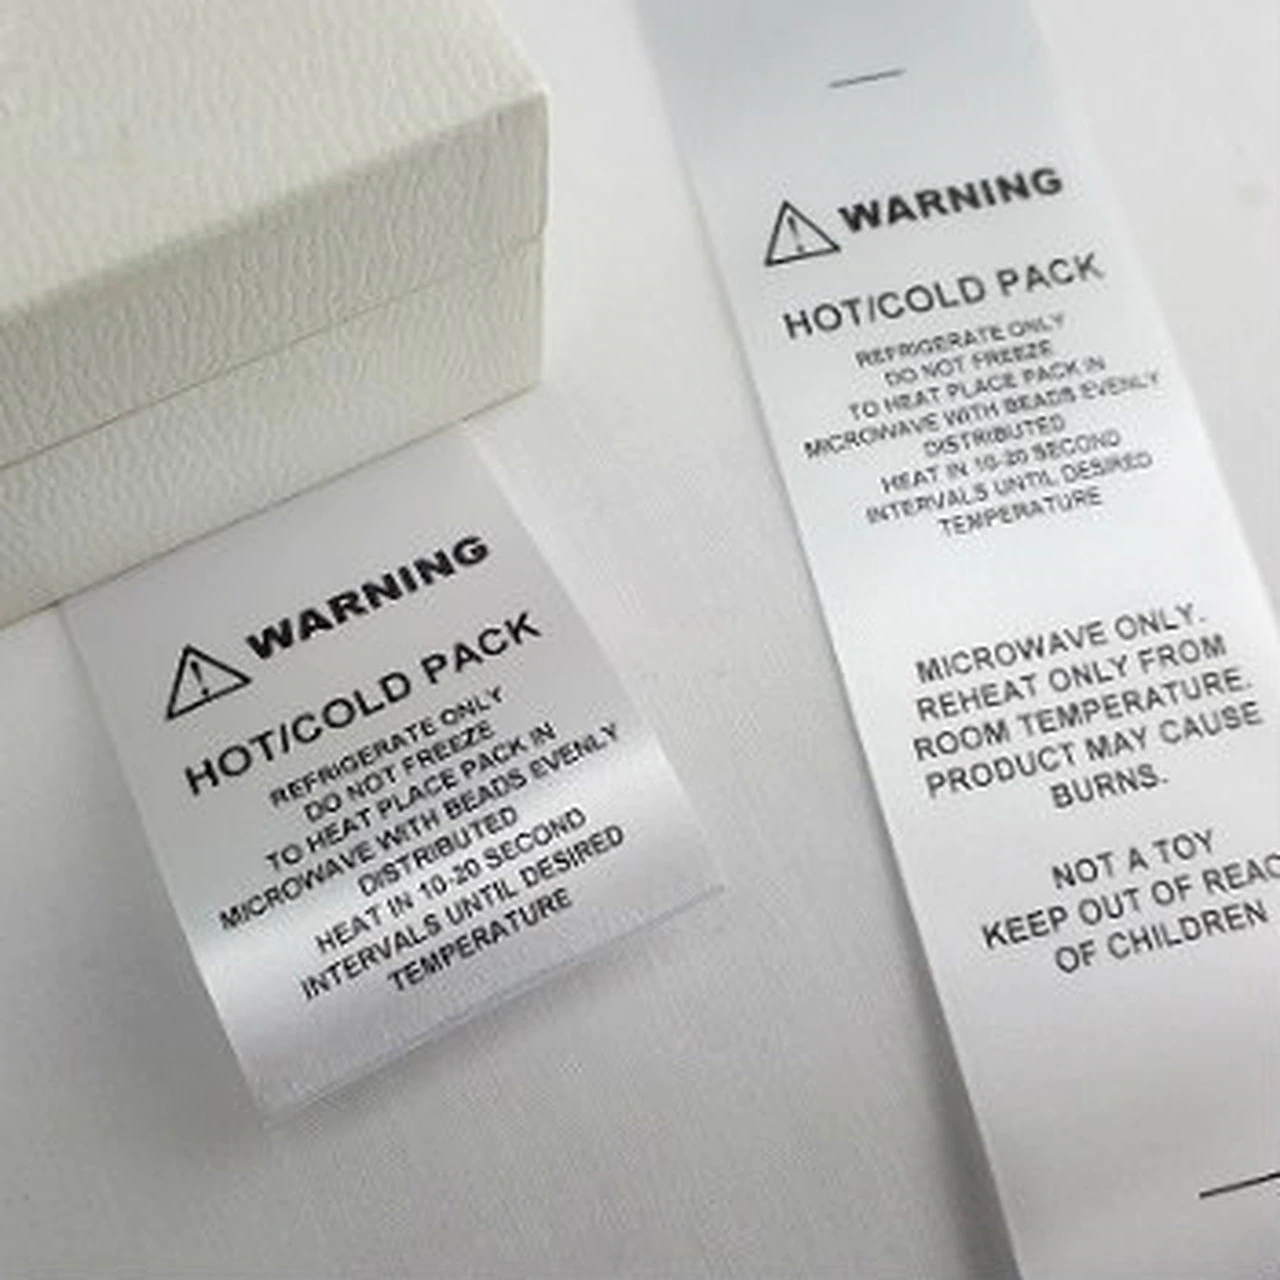 WARNING
HOT/COLD PACK
REFRIGERATE ONLY
DO NOT FREEZE
TO HEAT PLACE PACK IN
MICROWAVE WITH BEADS EVENLY
DISTRIBUTED
HEAT IN 10-20 SECOND
INTERVALS UNTIL DESIRED
TEMPERATURE
WARNING
HOT/COLD PACK
REFRIGERATE ONLY
DO NOT FREEZE
TO HEAT PLACE PACK IN
MICROWAVE WITH BEADS EVENLY
DISTRIBUTED
HEAT IN 10-20 SECOND
INTERVALS UNTIL DESIRED
TEMPERATURE
MICROWAVE ONLY.
REHEAT ONLY FROM
ROOM TEMPERATURE.
PRODUCT MAY CAUSE
BURNS.
NOT A TOY
KEEP OUT OF REAC
OF CHILDREN